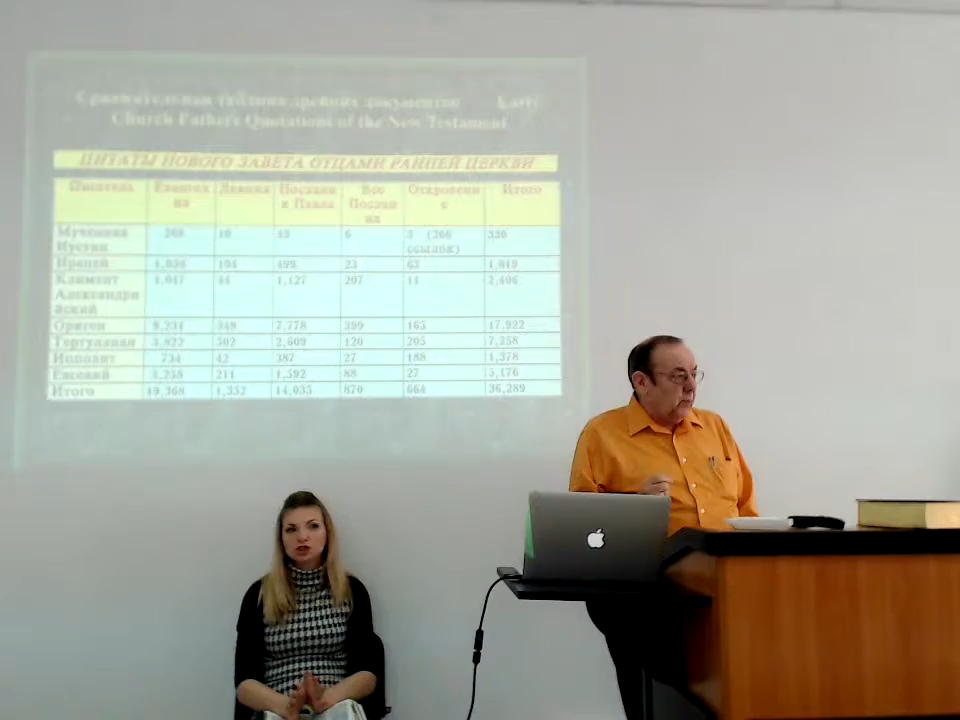 Сравнительная таблица древних документов Early
Church Fathers Quotations of the New Testament
ЦИТАТЫ НОВОГО ЗАВЕТА ОТЦАМИ РАННЕЙ ЦЕРКВИ
Писатель Евангелия Деяния Послания Павла Все Послания Откровение Итого
Мученик Иустин 268 10 43 6 3 (266 ссылок) 330
Ириней 1,038 194 499 23 65 1,819
Климент Александрийский 1,017 44 1,127 207 11 2,406
Ориген 9,231 349 7,778 399 165 17,922
Тертуллиан 3,822 502 2,609 120 205 7,258
Ипполит 734 42 387 27 188 1,378
Евсевий 3,258 211 1,592 88 27 5,176
Итого 19,368 1,352 14,035 870 664 36,289